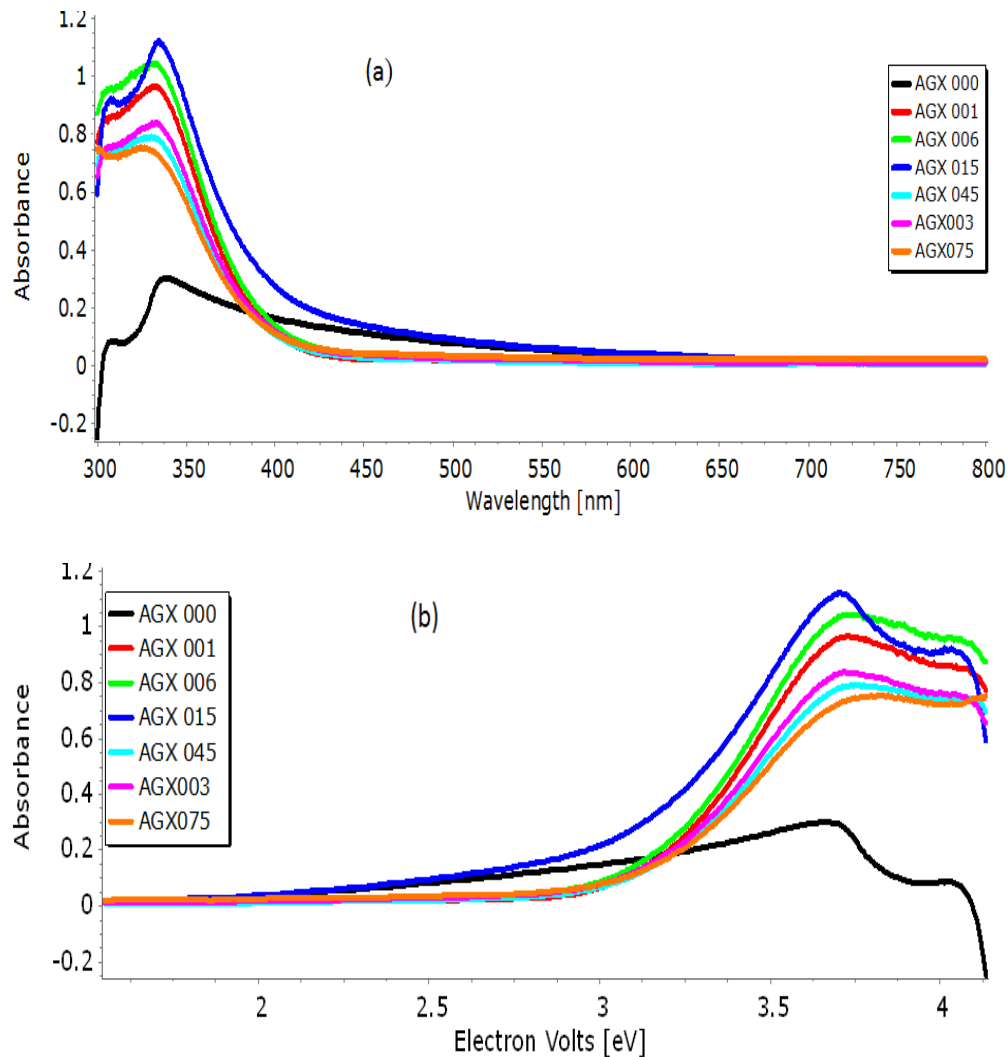 1.2
1
0.8
0.6
0.4
0.2
0
-0.2
Absorbance
(a)
AGX 000
AGX 001
AGX 006
AGX 015
AGX 045
AGX003
AGX075
300 350 400 450 500 550 600 650 700 750 800
Wavelength [nm]
1.2
1
0.8
0.6
0.4
0.2
0
-0.2
Absorbance
(b)
AGX 000
AGX 001
AGX 006
AGX 015
AGX 045
AGX003
AGX075
2 2.5 3 3.5 4
Electron Volts [eV]